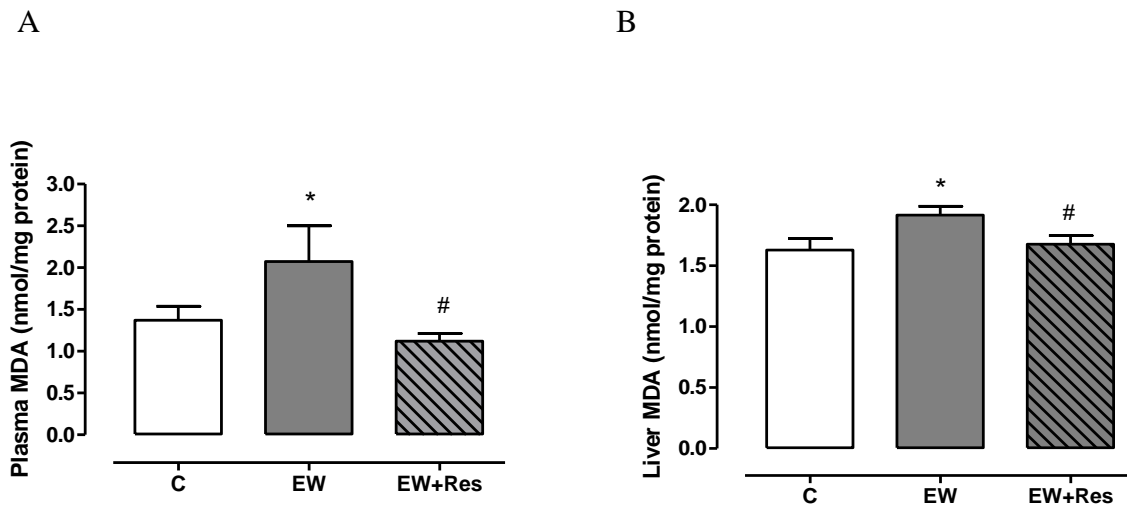 A
B
Plasma MDA (nmol/mg protein)
3.0
2.5
2.0
1.5
1.0
0.5
0.0
*
#
C EW EW+Res
Liver MDA (nmol/mg protein)
2.0
1.5
1.0
0.5
0.0
*
#
C EW EW+Res